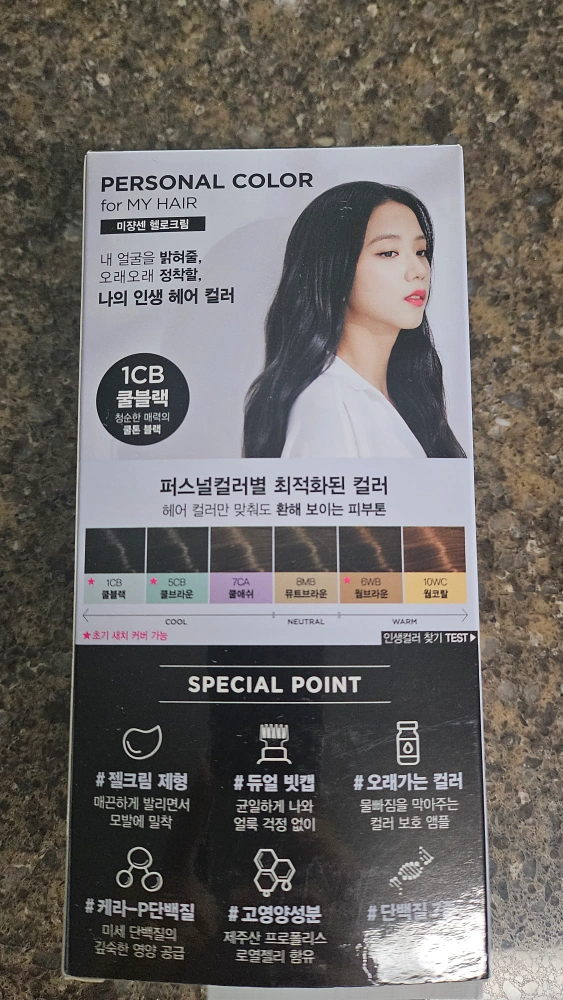 PERSONAL COLOR
for MY HAIR
미쟝센 헬로크림
내 얼굴을 밝혀줄,
오래오래 정착할,
나의 인생 헤어 컬러
1CB
쿨블랙
청순한 매력의
쿨톤 블랙
퍼스널컬러별 최적화된 컬러
헤어 컬러만 맞춰도 환해 보이는 피부톤
★ 1CB
쿨블랙
★ 5CB
쿨브라운
7CA
쿨애쉬
8MB
뮤트브라운
★ 6WB
웜브라운
10WC
웜코랄
COOL NEUTRAL WARM
★초기 새치 커버 가능
인생컬러 찾기 TEST▶
SPECIAL POINT
# 젤크림 제형
매끈하게 발리면서
모발에 밀착
# 듀얼 빗캡
균일하게 나와
얼룩 걱정 없이
# 오래가는 컬러
물빠짐을 막아주는
컬러 보호 앰플
# 케라-P단백질
미세 단백질의
깊숙한 영양 공급
# 고영양성분
제주산 프로폴리스
로열젤리 함유
# 단백질